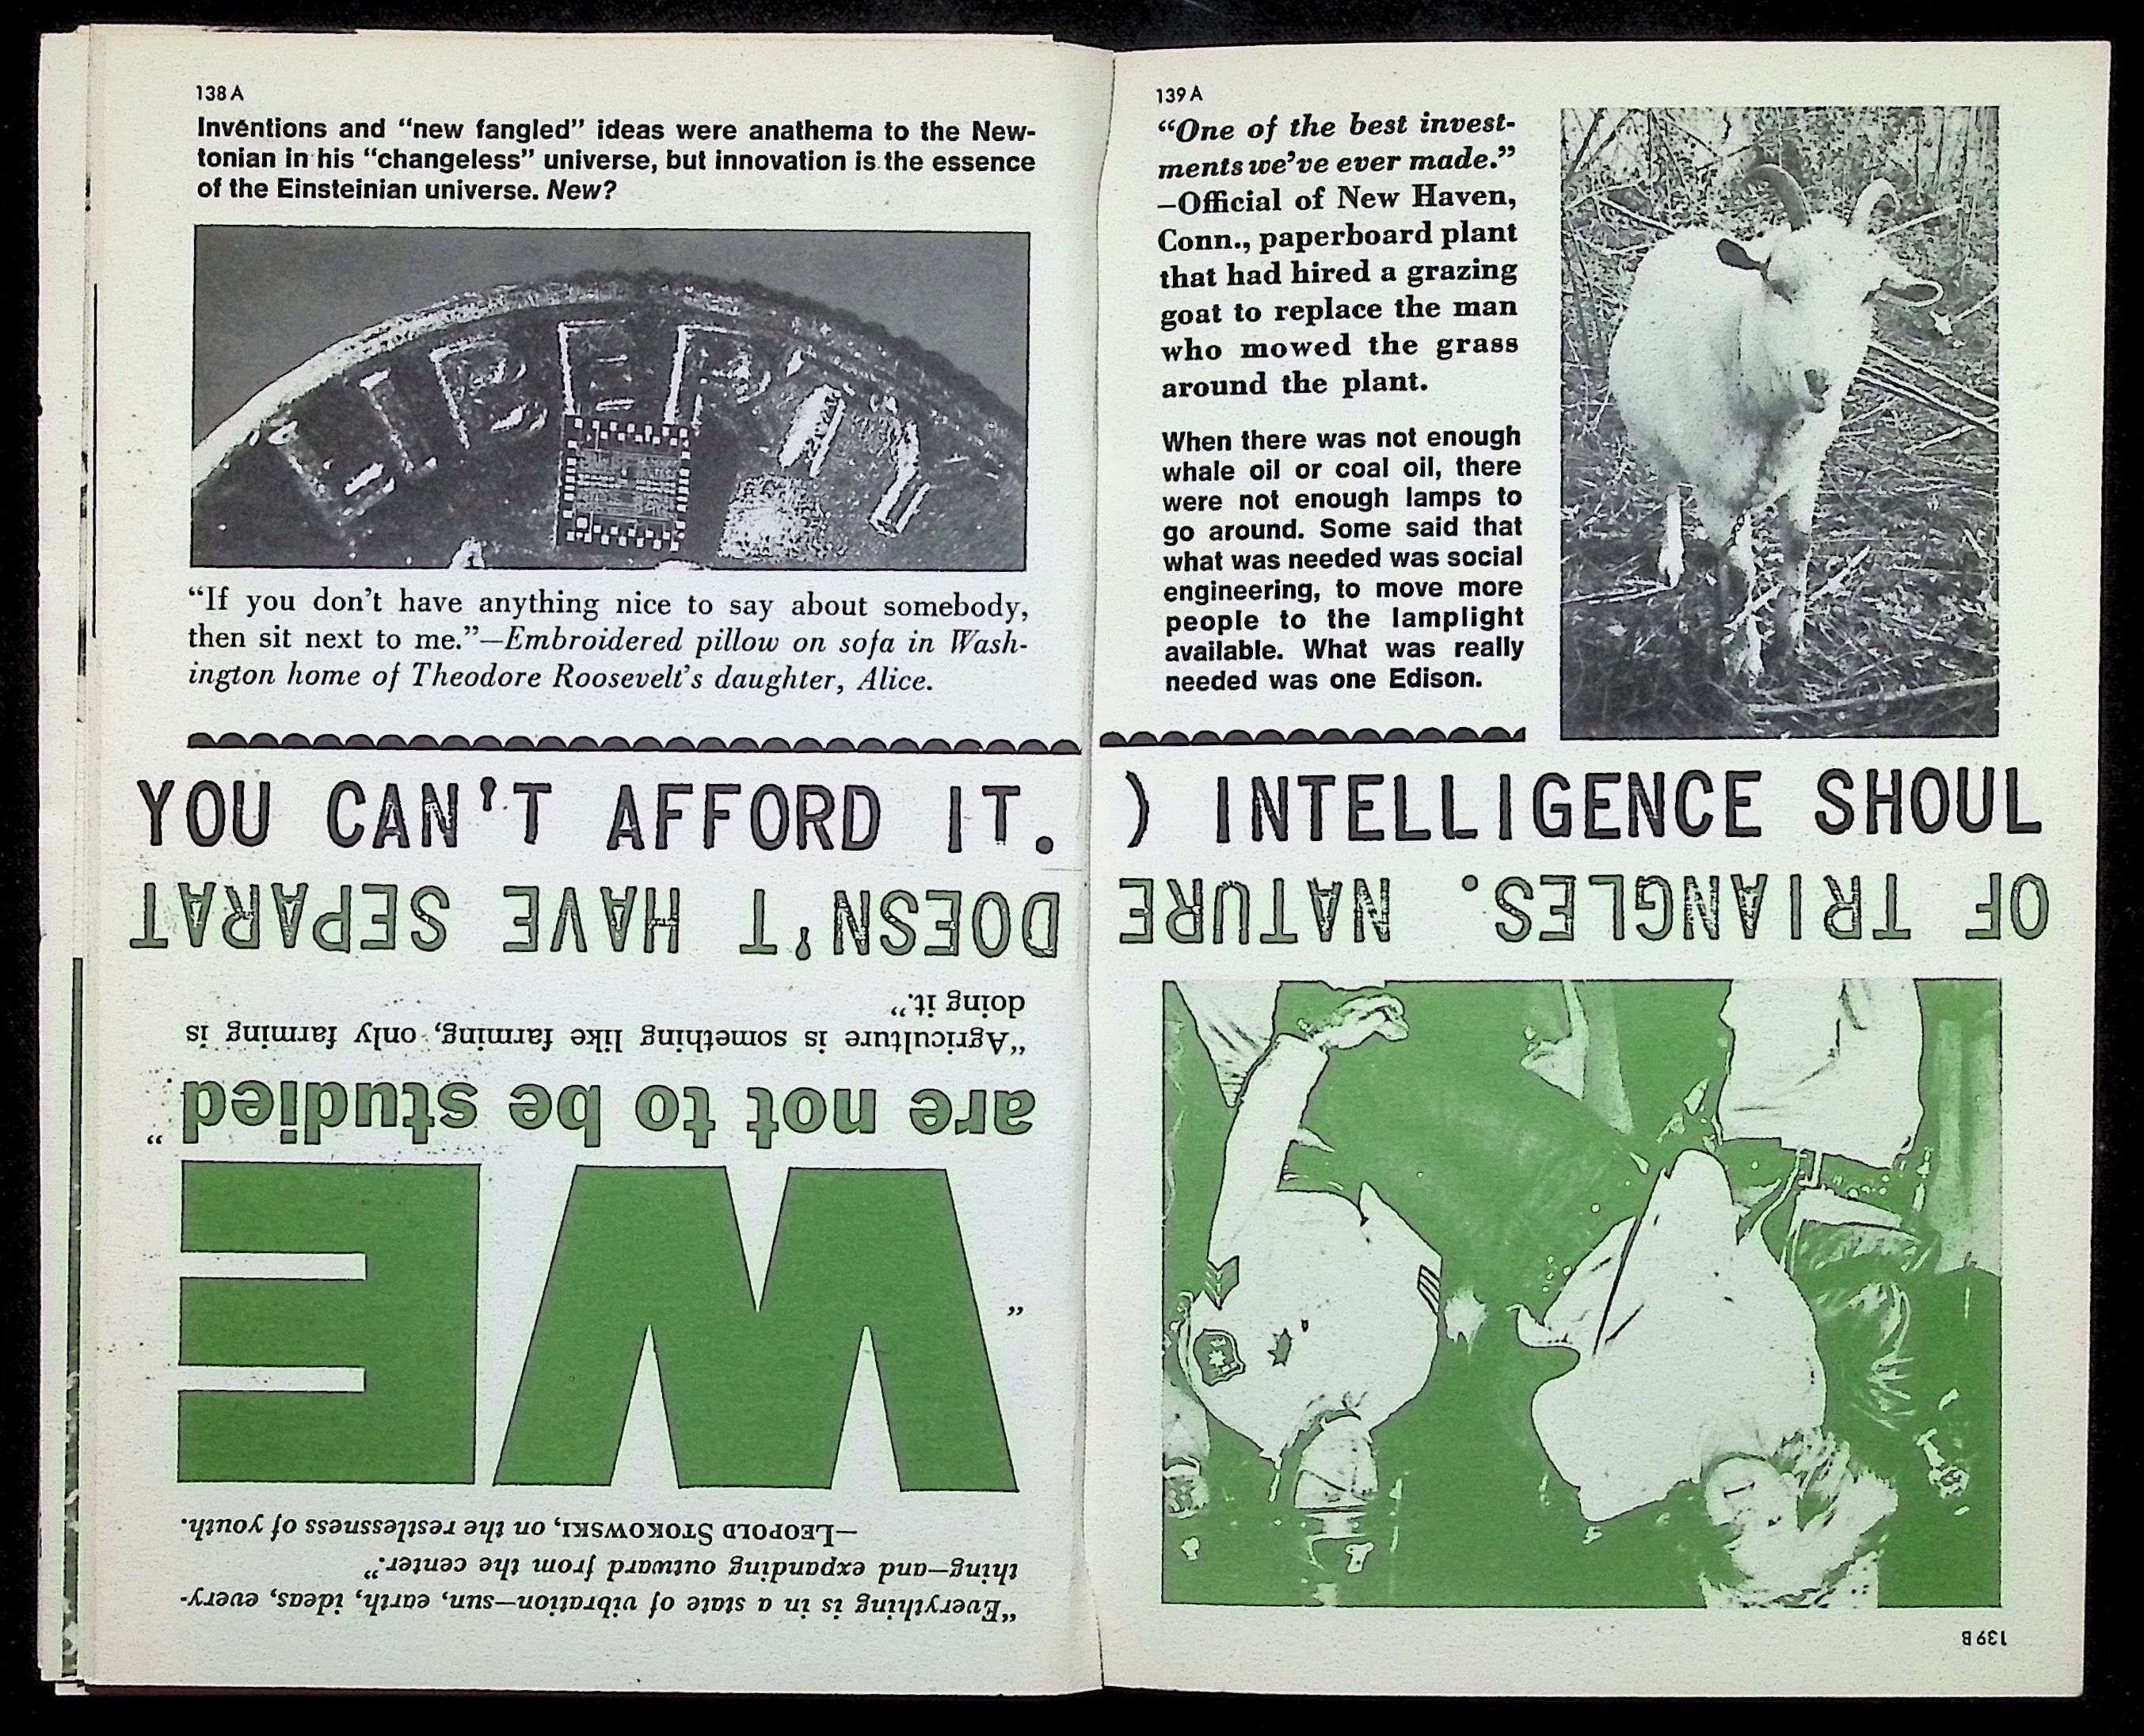 138 A
Inventions and “new fangled” ideas were anathema to the New-
tonian in his “changeless” universe, but innovation is the essence
of the Einsteinian universe. New?
LIBERTY
“If you don’t have anything nice to say about somebody,
then sit next to me.”—Embroidered pillow on sofa in Wash-
ington home of Theodore Roosevelt’s daughter, Alice.
YOU CAN'T AFFORD IT.
139 A
“One of the best invest-
ments we’ve ever made.”
—Official of New Haven,
Conn., paperboard plant
that had hired a grazing
goat to replace the man
who mowed the grass
around the plant.
When there was not enough
whale oil or coal oil, there
were not enough lamps to
go around. Some said that
what was needed was social
engineering, to move more
people to the lamplight
available. What was really
needed was one Edison.
) INTELLIGENCE SHOUL
139 B
OF TRIANGLES. NATURE
“Everything is in a state of vibration—sun, earth, ideas, every-
thing—and expanding outward from the center.”
—LEOPOLD STOKOWSKI, on the restlessness of youth.
“WE
are not to be studied”
“Agriculture is something like farming, only farming is
doing it.”
DOESN'T HAVE SEPARAT